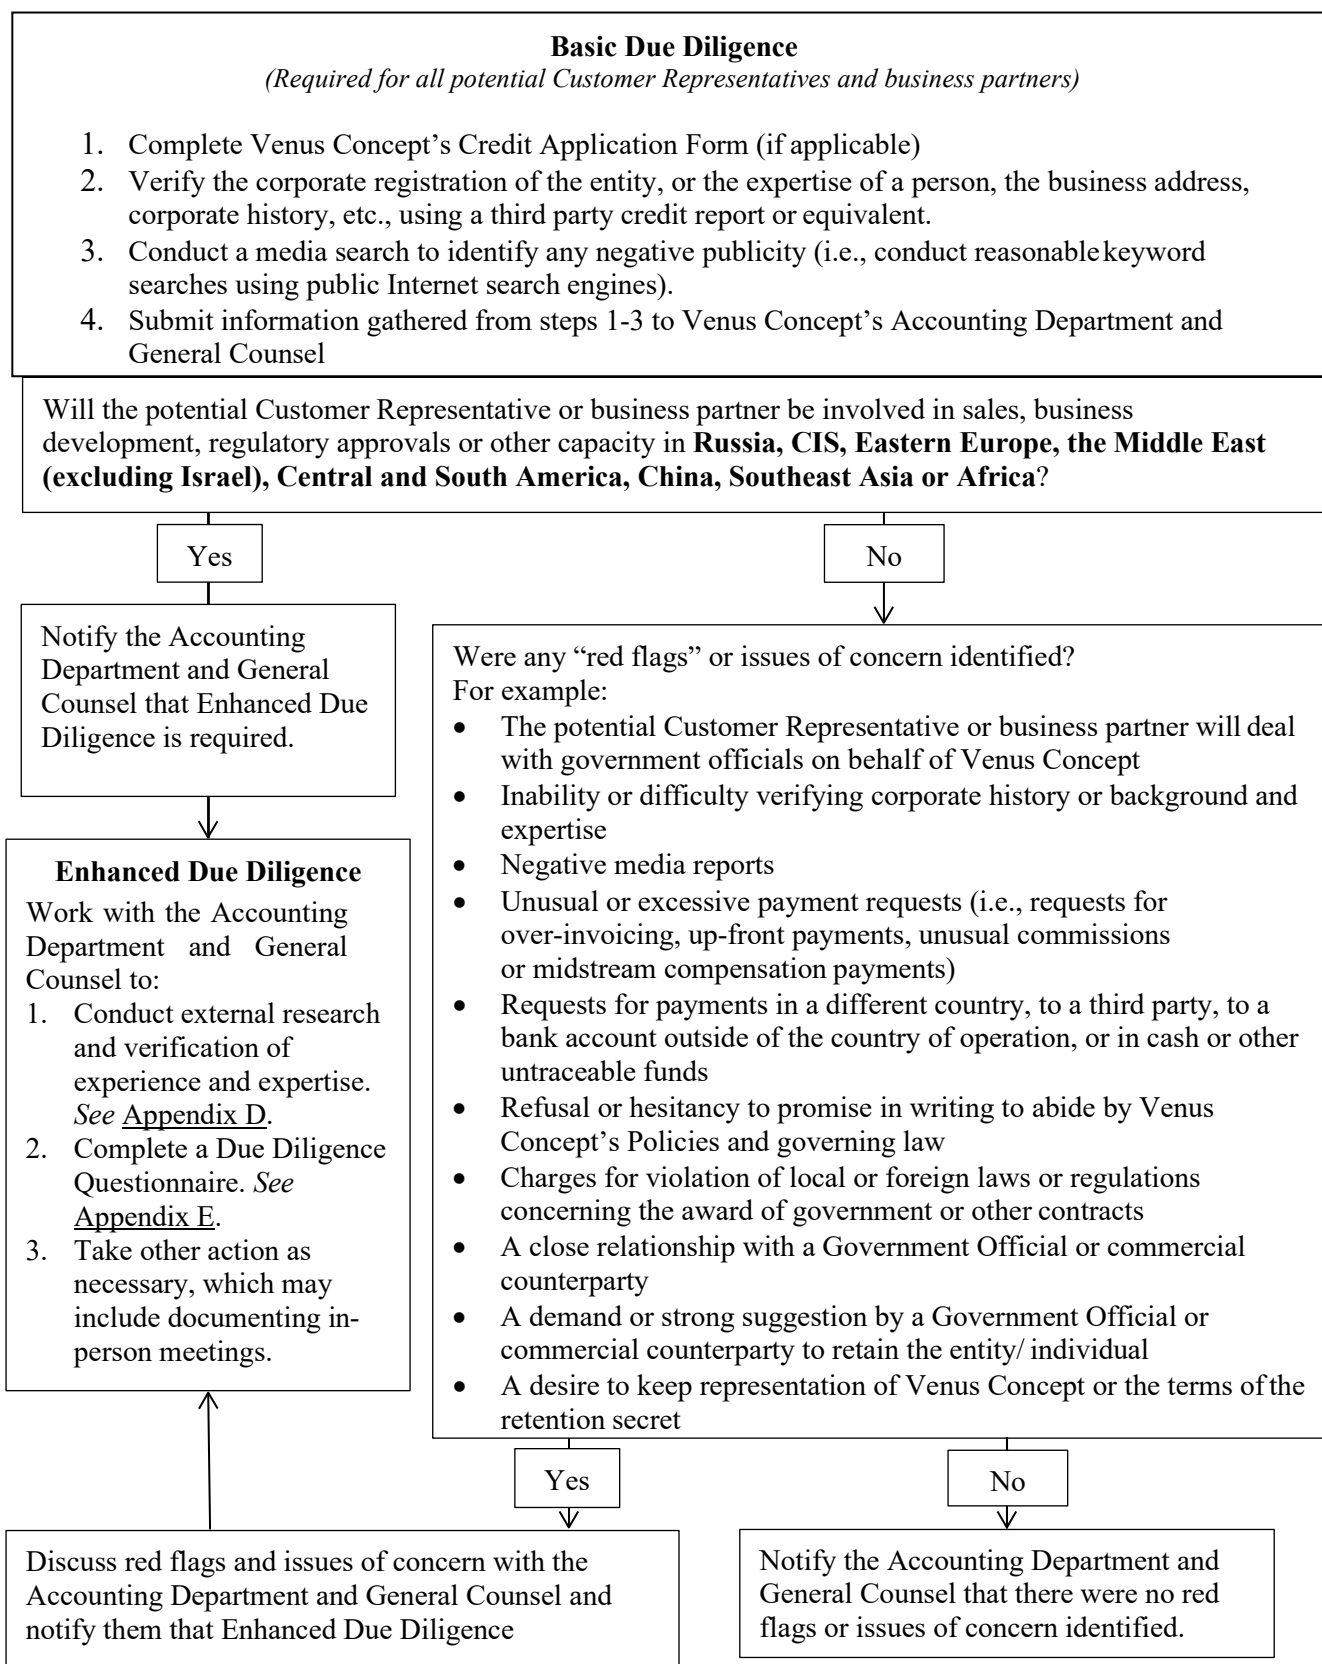 Basic Due Diligence
(Required for all potential Customer Representatives and business partners)
1. Complete Venus Concept’s Credit Application Form (if applicable)
2. Verify the corporate registration of the entity, or the expertise of a person, the business address,
corporate history, etc., using a third party credit report or equivalent.
3. Conduct a media search to identify any negative publicity (i.e., conduct reasonable keyword
searches using public Internet search engines).
4. Submit information gathered from steps 1-3 to Venus Concept’s Accounting Department and
General Counsel
Will the potential Customer Representative or business partner be involved in sales, business
development, regulatory approvals or other capacity in Russia, CIS, Eastern Europe, the Middle East
(excluding Israel), Central and South America, China, Southeast Asia or Africa?
Yes
No
Notify the Accounting
Department and General
Counsel that Enhanced Due
Diligence is required.
Enhanced Due Diligence
Work with the Accounting
Department and General
Counsel to:
1. Conduct external research
and verification of
experience and expertise.
See Appendix D.
2. Complete a Due Diligence
Questionnaire. See
Appendix E.
3. Take other action as
necessary, which may
include documenting in-
person meetings.
Were any “red flags” or issues of concern identified?
For example:
• The potential Customer Representative or business partner will deal
with government officials on behalf of Venus Concept
• Inability or difficulty verifying corporate history or background and
expertise
• Negative media reports
• Unusual or excessive payment requests (i.e., requests for
over-invoicing, up-front payments, unusual commissions
or midstream compensation payments)
• Requests for payments in a different country, to a third party, to a
bank account outside of the country of operation, or in cash or other
untraceable funds
• Refusal or hesitancy to promise in writing to abide by Venus
Concept’s Policies and governing law
• Charges for violation of local or foreign laws or regulations
concerning the award of government or other contracts
• A close relationship with a Government Official or commercial
counterparty
• A demand or strong suggestion by a Government Official or
commercial counterparty to retain the entity/ individual
• A desire to keep representation of Venus Concept or the terms of the
retention secret
Yes
No
Discuss red flags and issues of concern with the
Accounting Department and General Counsel and
notify them that Enhanced Due Diligence
Notify the Accounting Department and
General Counsel that there were no red
flags or issues of concern identified.